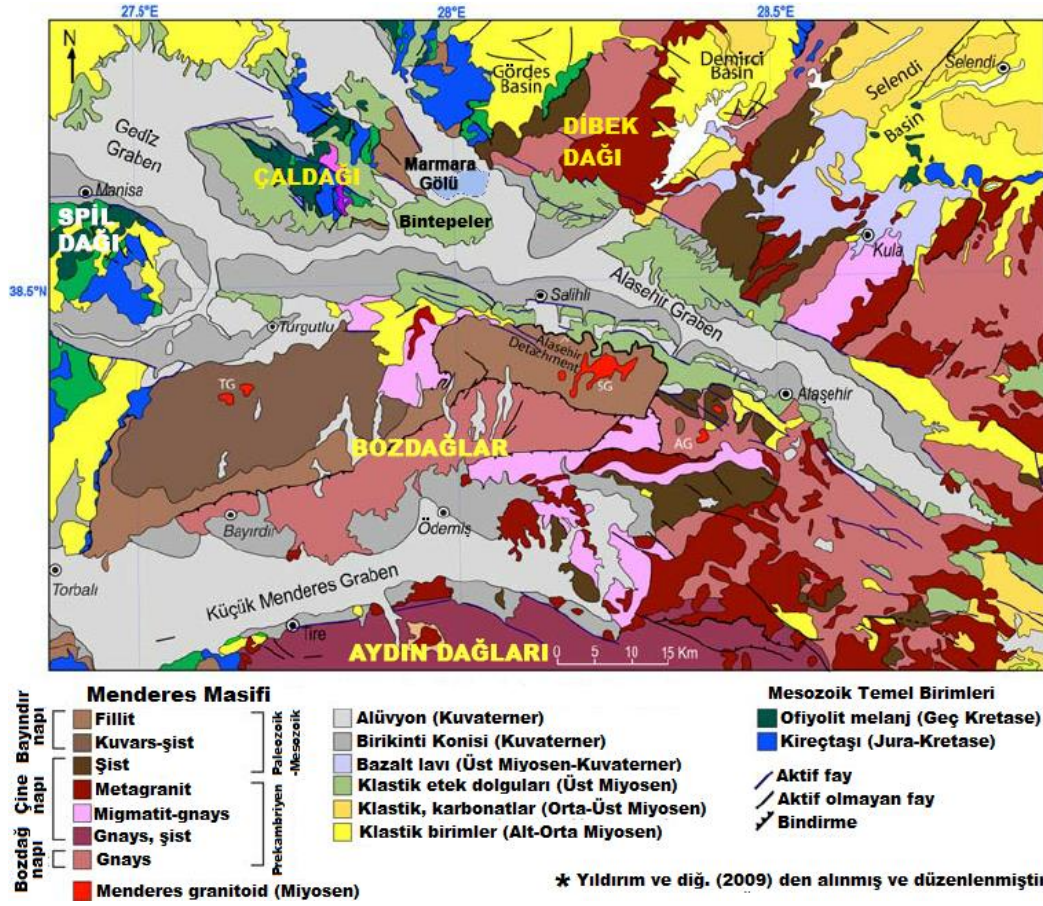 27.5°E
28°E
28.5°E
N
Gediz
Graben
Gördes
Basin
Demirci
Basin
Selendi
Selendi
Basin
DİBEK
DAĞI
ÇALDAĞI
Marmara
Gölü
Manisa
Bintepeler
SPİL
DAĞI
Kula
38.5°N
Alasehir Graben
Salihli
Turgutlu
Alasehir
Detachment
TG
SG
Alaşehir
BOZDAĞLAR
AG
Bayırdır
Ödemiş
Torbalı
Küçük Menderes Graben
Tire
AYDIN DAĞLARI
0 5 10 15 Km
Menderes Masifi
Bayındır
napı
Fillit
Kuvars-şist
Şist
Çine
napı
Metagranit
Migmatit-gnays
Gnays, şist
Bozdağ
napı
Gnays
Menderes granitoid (Miyosen)
Paleozoik
-Mesozoik
Prekambriyen
Alüvyon (Kuvaterner)
Birikinti Konisi (Kuvaterner)
Bazalt lavı (Üst Miyosen-Kuvaterner)
Klastik etek dolguları (Üst Miyosen)
Klastik, karbonatlar (Orta-Üst Miyosen)
Klastik birimler (Alt-Orta Miyosen)
Mesozoik Temel Birimleri
Ofiyolit melanj (Geç Kretase)
Kireçtaşı (Jura-Kretase)
Aktif fay
Aktif olmayan fay
Bindirme
* Yıldırım ve diğ. (2009) den alınmış ve düzenlenmiştir